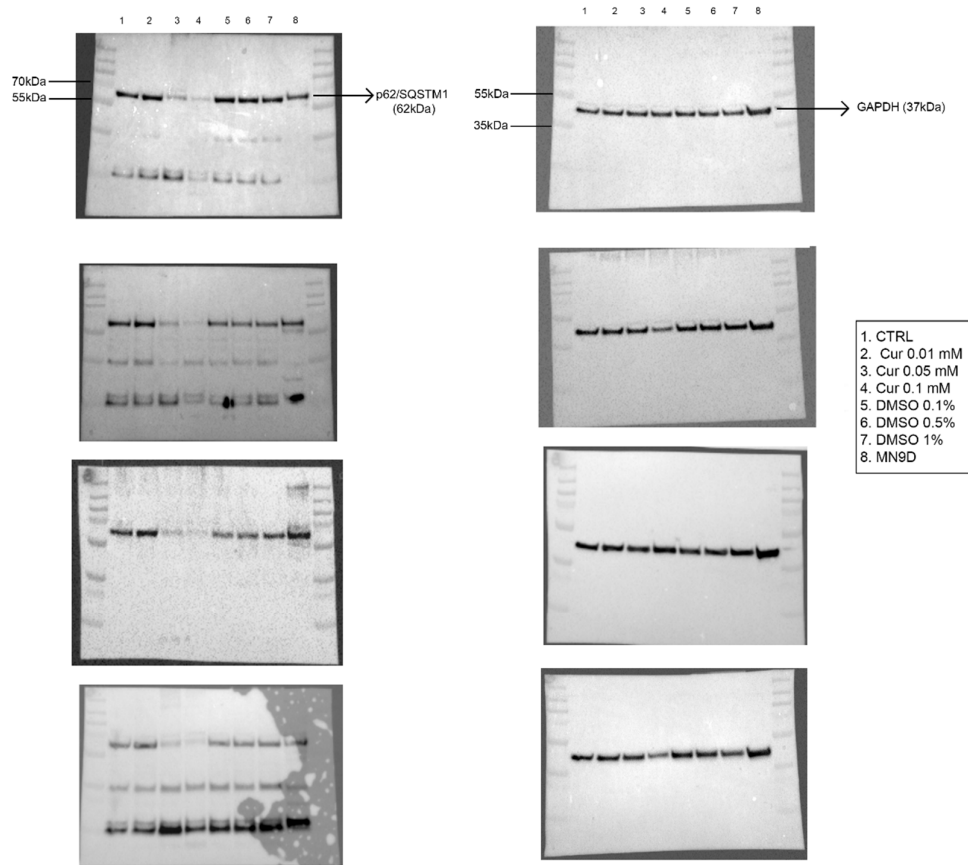 1 2 3 4 5 6 7 8
70kDa
55kDa
p62/SQSTM1
(62kDa)
1 2 3 4 5 6 7 8
55kDa
35kDa
GAPDH (37kDa)
1. CTRL
2. Cur 0.01 mM
3. Cur 0.05 mM
4. Cur 0.1 mM
5. DMSO 0.1%
6. DMSO 0.5%
7. DMSO 1%
8. MN9D